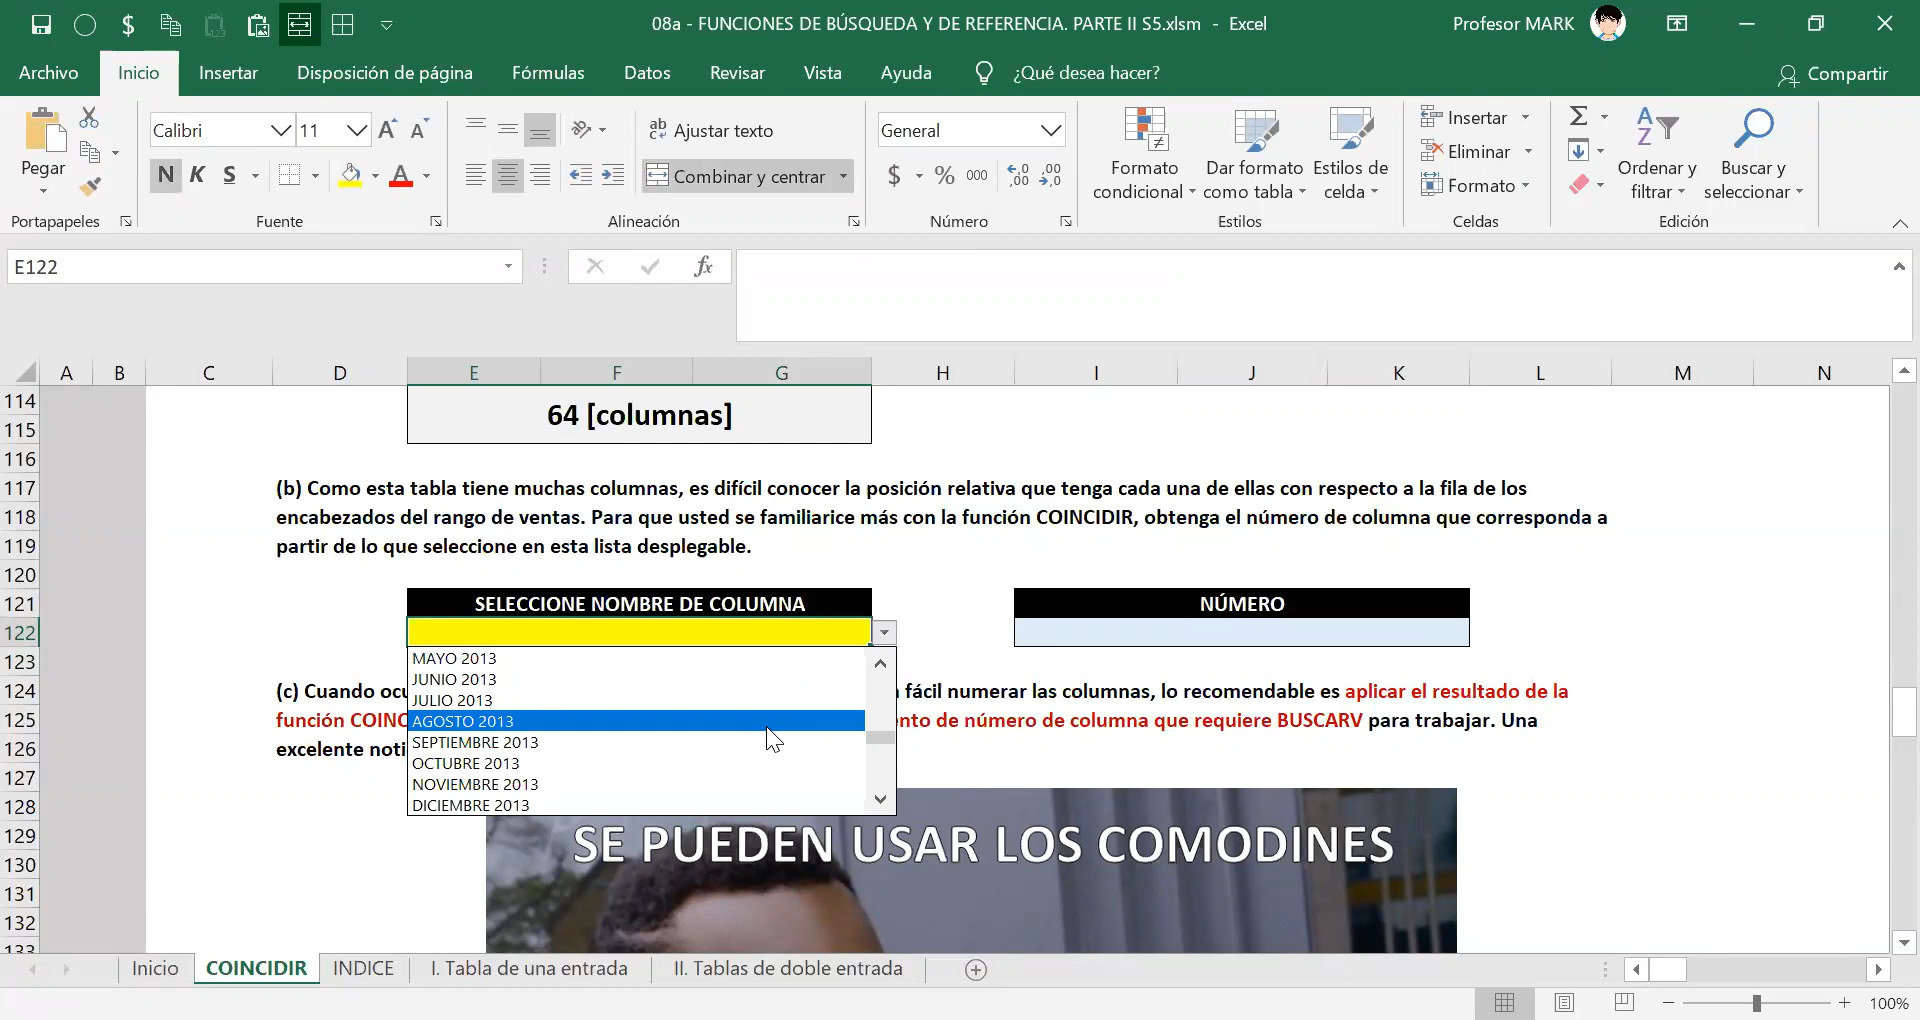 08a - FUNCIONES DE BÚSQUEDA Y DE REFERENCIA. PARTE II S5.xlsm - Excel
Profesor MARK
Archivo Inicio Insertar Disposición de página Fórmulas Datos Revisar Vista Ayuda ¿Qué desea hacer? Compartir
Pegar
Portapapeles
Calibri 11
N K S
Fuente
Ajustar texto
Combinar y centrar
Alineación
General
$ % 000
Número
Formato condicional
Dar formato como tabla
Estilos de celda
Estilos
Insertar
Eliminar
Formato
Celdas
Ordenar y filtrar
Buscar y seleccionar
Edición
E122
fx
A B C D E F G H I J K L M N
114
64 [columnas]
115
116
117 (b) Como esta tabla tiene muchas columnas, es difícil conocer la posición relativa que tenga cada una de ellas con respecto a la fila de los
118 encabezados del rango de ventas. Para que usted se familiarice más con la función COINCIDIR, obtenga el número de columna que corresponda a
119 partir de lo que seleccione en esta lista desplegable.
120
121 SELECCIONE NOMBRE DE COLUMNA NÚMERO
122
123
MAYO 2013
JUNIO 2013
JULIO 2013
AGOSTO 2013
SEPTIEMBRE 2013
OCTUBRE 2013
NOVIEMBRE 2013
DICIEMBRE 2013
124 (c) Cuando fácil numerar las columnas, lo recomendable es aplicar el resultado de la
125 función de número de columna que requiere BUSCARV para trabajar. Una
126 excelente
127
128
129 SE PUEDEN USAR LOS COMODINES
130
131
132
Inicio COINCIDIR INDICE I. Tabla de una entrada II. Tablas de doble entrada
100%